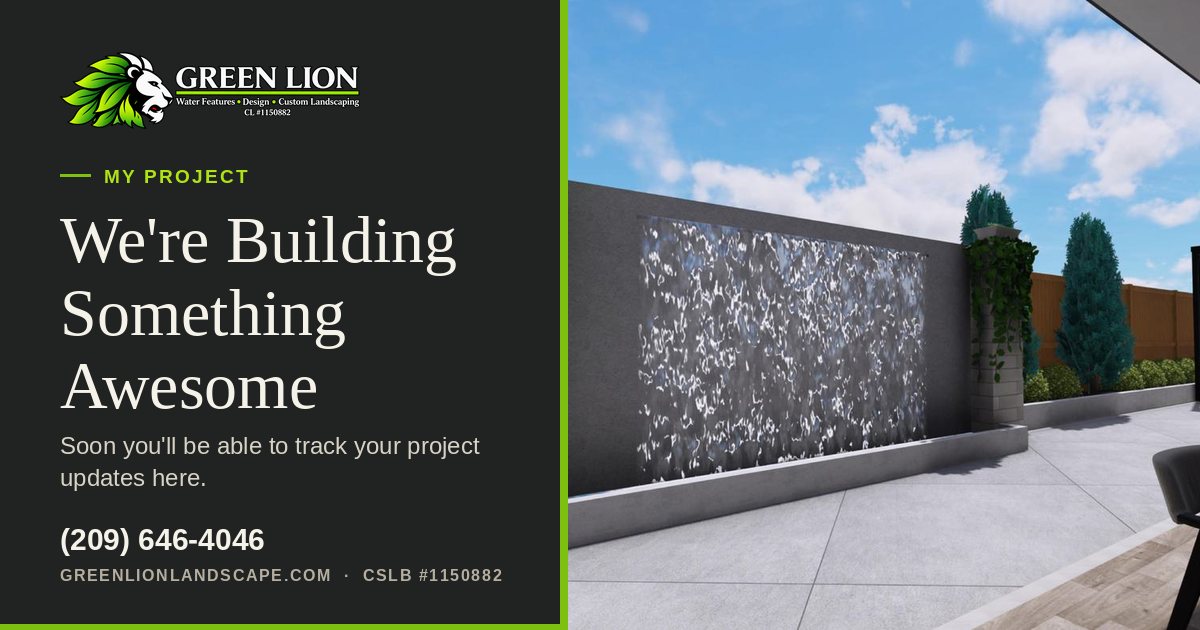 GREEN LION
Water Features • Design • Custom Landscaping
CL #1150882
MY PROJECT
We're Building
Something
Awesome
Soon you'll be able to track your project
updates here.
(209) 646-4046
GREENLIONLANDSCAPE.COM · CSLB #1150882